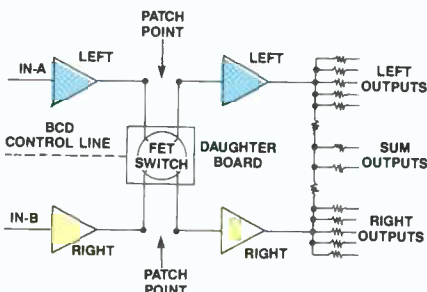 PATCH
POINT
LEFT
LEFT
IN-A
LEFT
OUTPUTS
BCD
CONTROL LINE
FET
SWITCH
DAUGHTER
BOARD
SUM
OUTPUTS
IN-B
RIGHT
RIGHT
RIGHT
OUTPUTS
PATCH
POINT